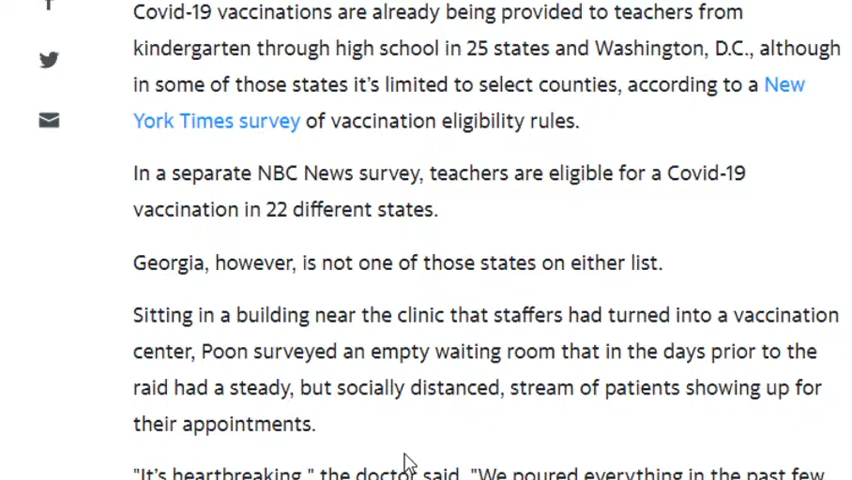 Covid-19 vaccinations are already being provided to teachers from
kindergarten through high school in 25 states and Washington, D.C., although
in some of those states it's limited to select counties, according to a New
York Times survey of vaccination eligibility rules.
In a separate NBC News survey, teachers are eligible for a Covid-19
vaccination in 22 different states.
Georgia, however, is not one of those states on either list.
Sitting in a building near the clinic that staffers had turned into a vaccination
center, Poon surveyed an empty waiting room that in the days prior to the
raid had a steady, but socially distanced, stream of patients showing up for
their appointments.
"It's heartbreaking," the doctor said. "We poured everything in the past few